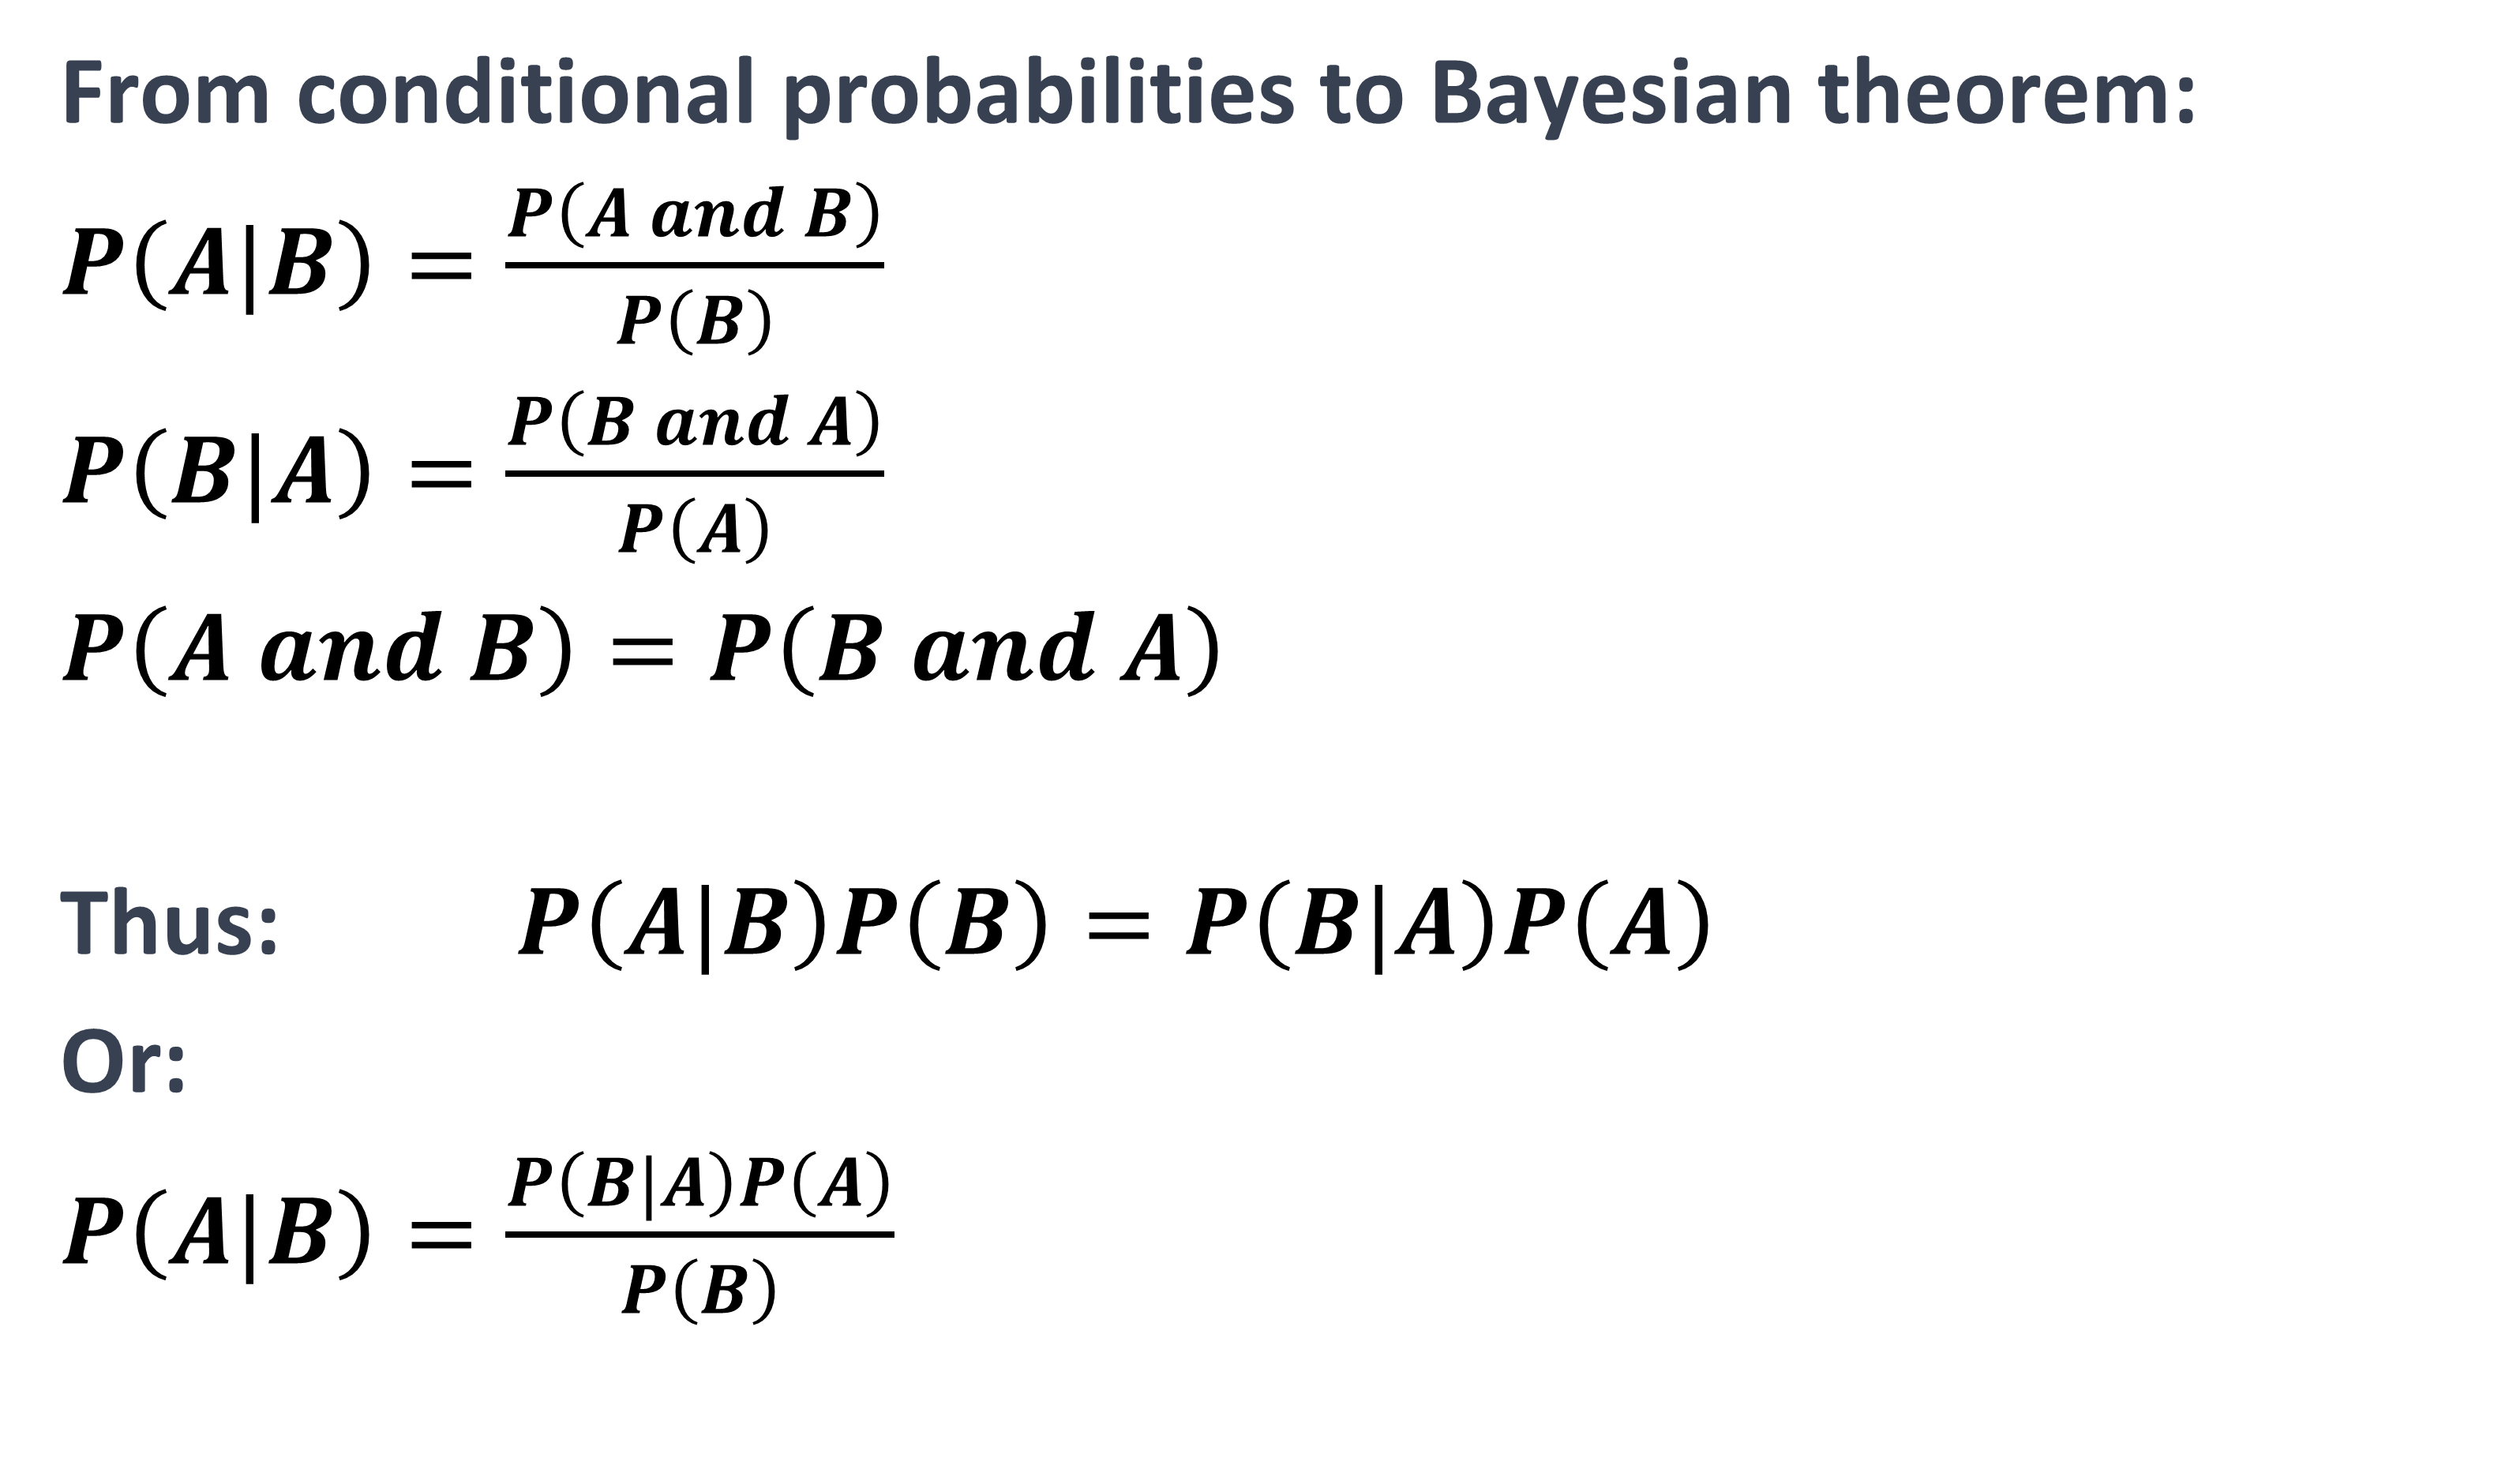 From conditional probabilities to Bayesian theorem:
P(A|B) = P(A and B) / P(B)
P(B|A) = P(B and A) / P(A)
P(A and B) = P(B and A)
Thus: P(A|B)P(B) = P(B|A)P(A)
Or:
P(A|B) = P(B|A)P(A) / P(B)